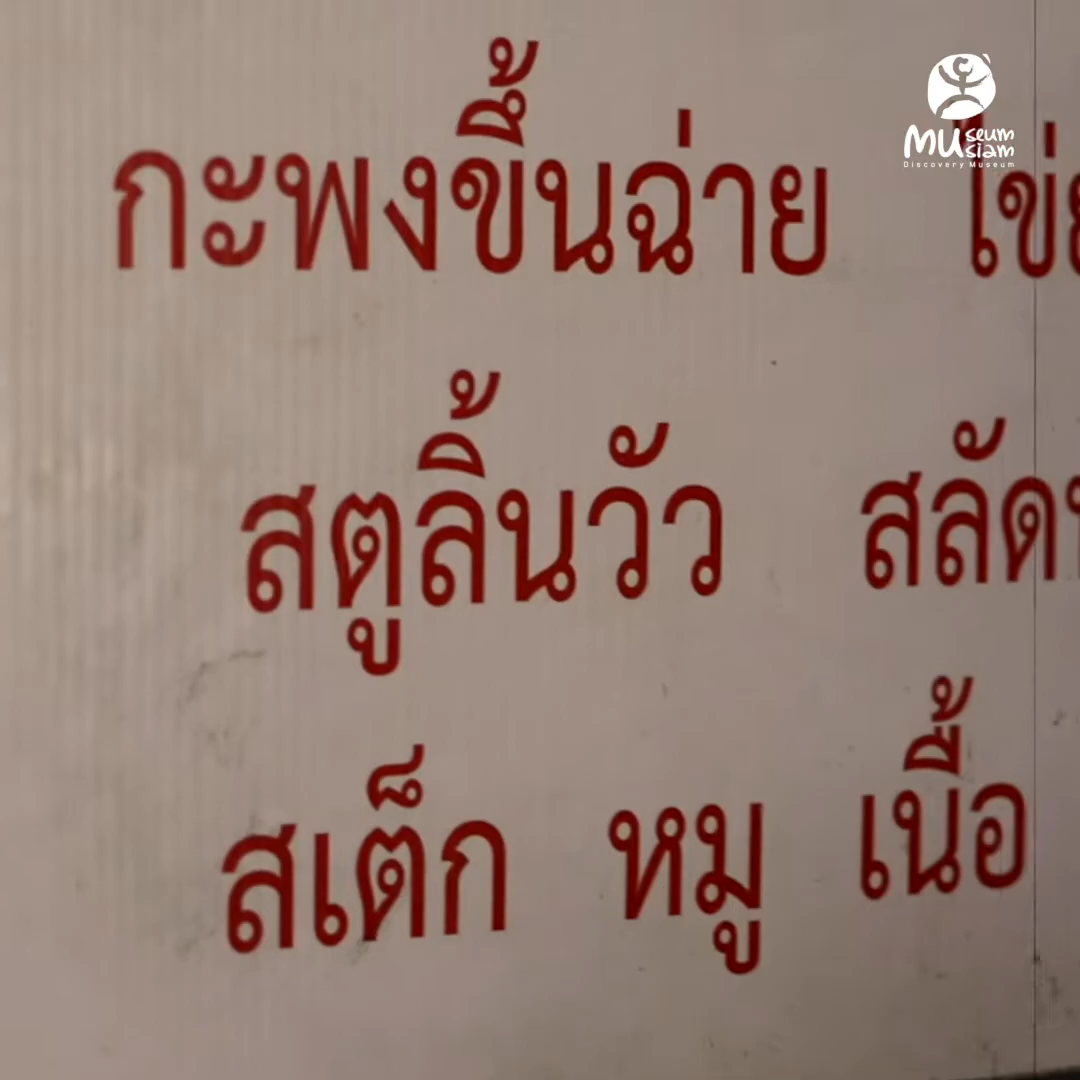 MUseum siam
Discovery Museum
กะพงขึ้นฉ่าย
สตูลิ้นวัว
สเต็ก หมู เนื้อ